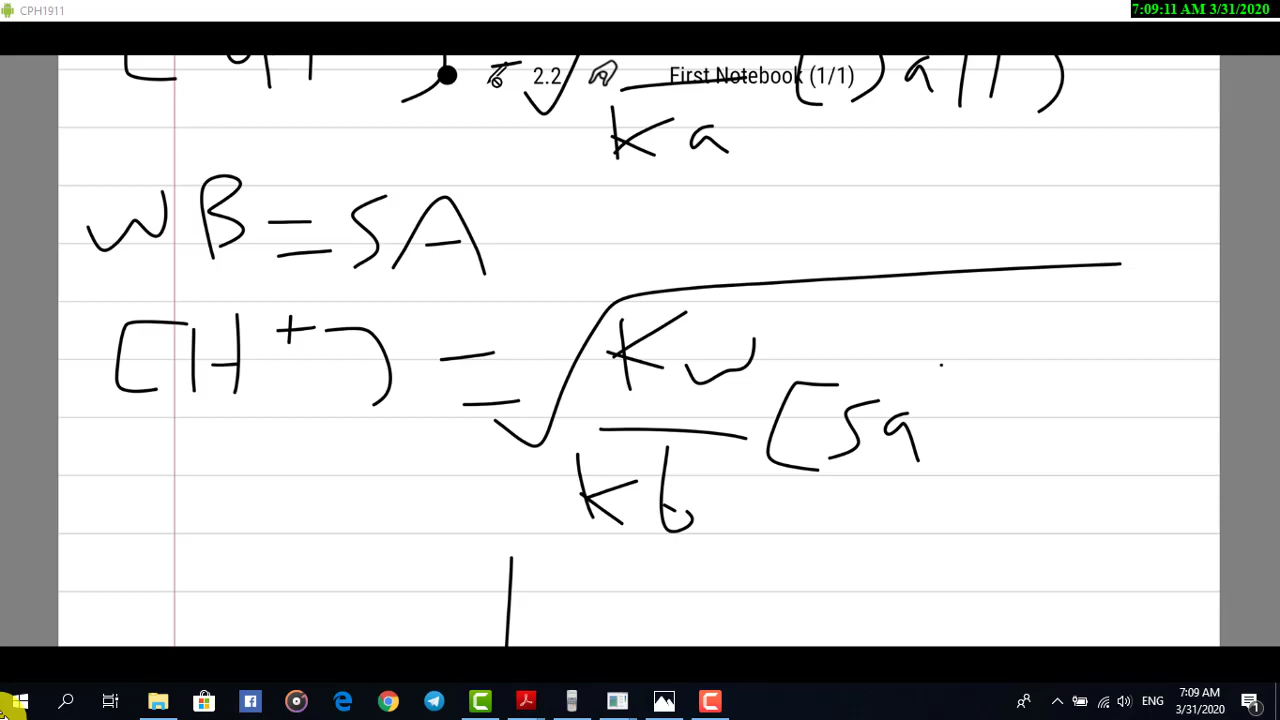 CPH1911
7:09:11 AM 3/31/2020
2.2 First Notebook (1/1)
Ka
WB = SA
[H+] = √ Kw
[Sa
Kb
ENG
7:09 AM
3/31/2020